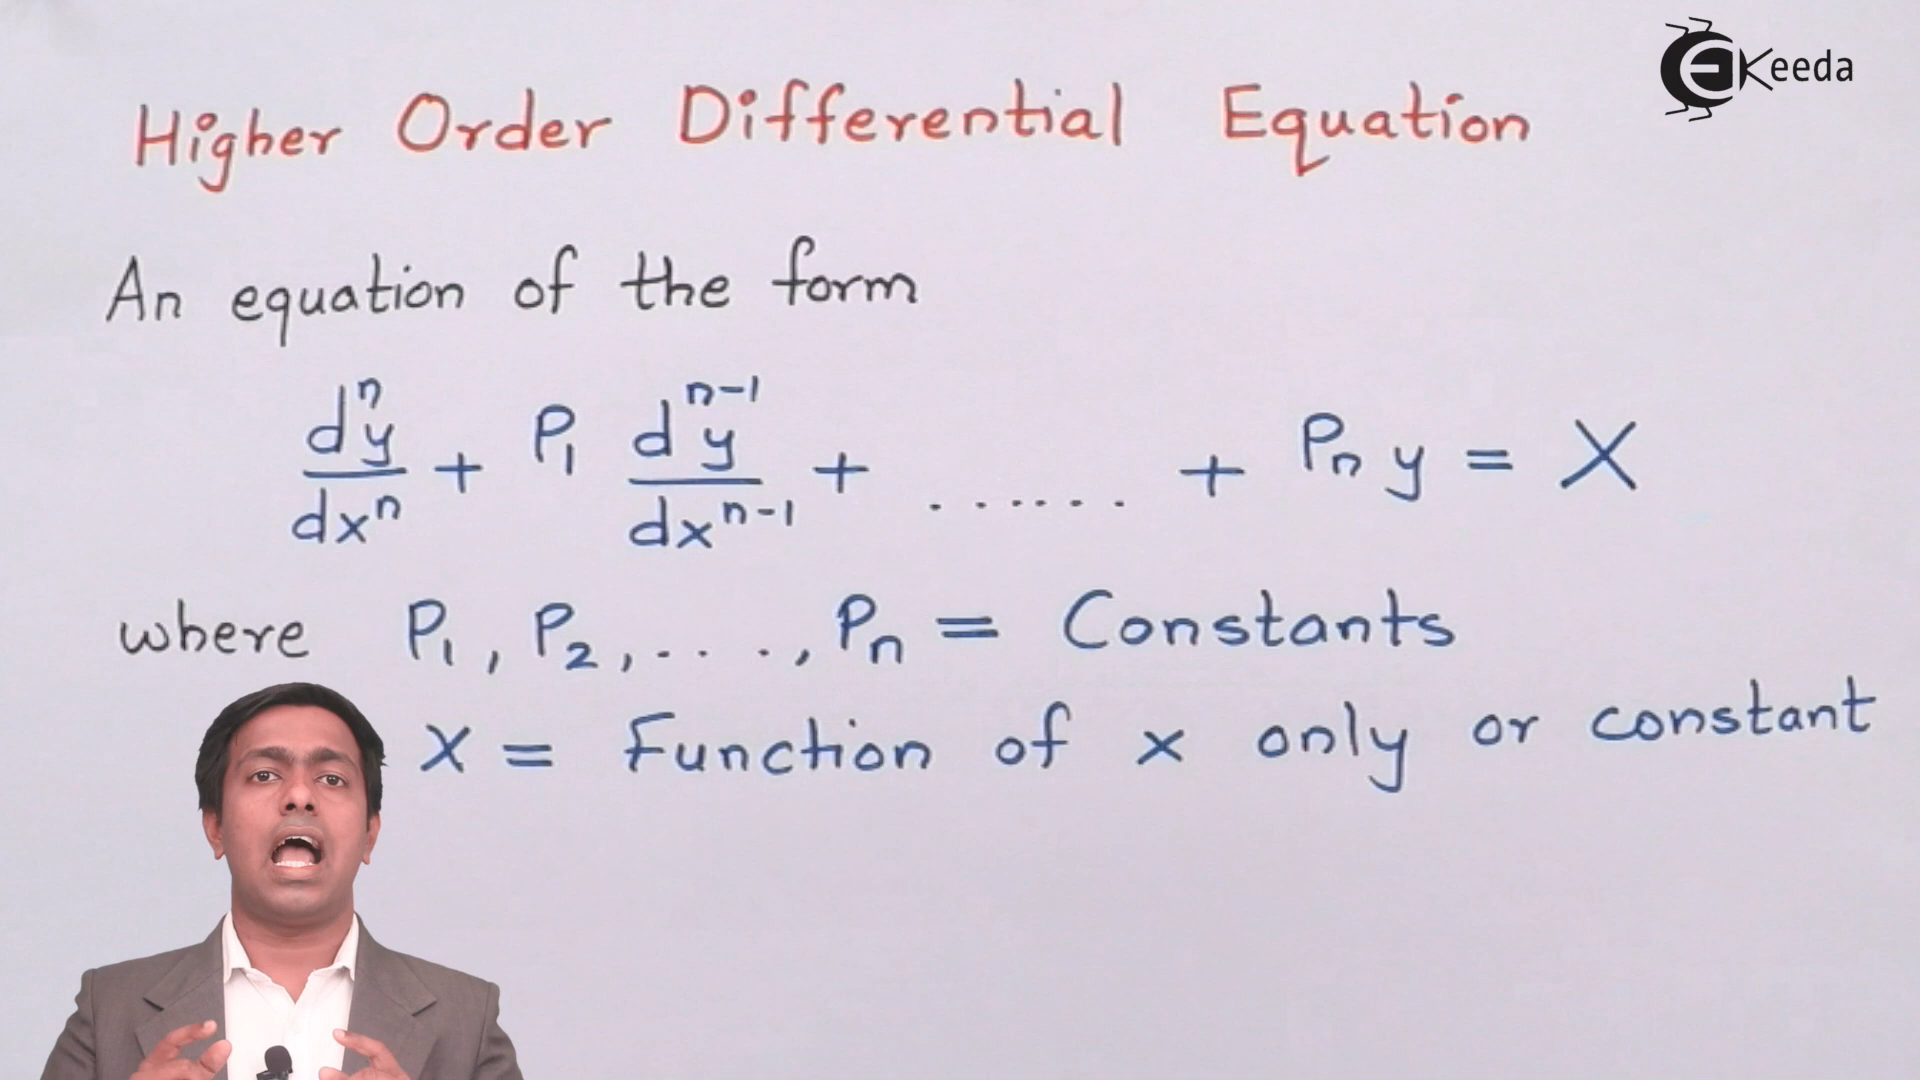 EKeeda
Higher Order Differential Equation
An equation of the form
dⁿy/dxⁿ + P₁ dⁿ⁻¹y/dxⁿ⁻¹ + ...... + Pₙ y = X
where P₁, P₂, ...., Pₙ = Constants
X = Function of x only or constant